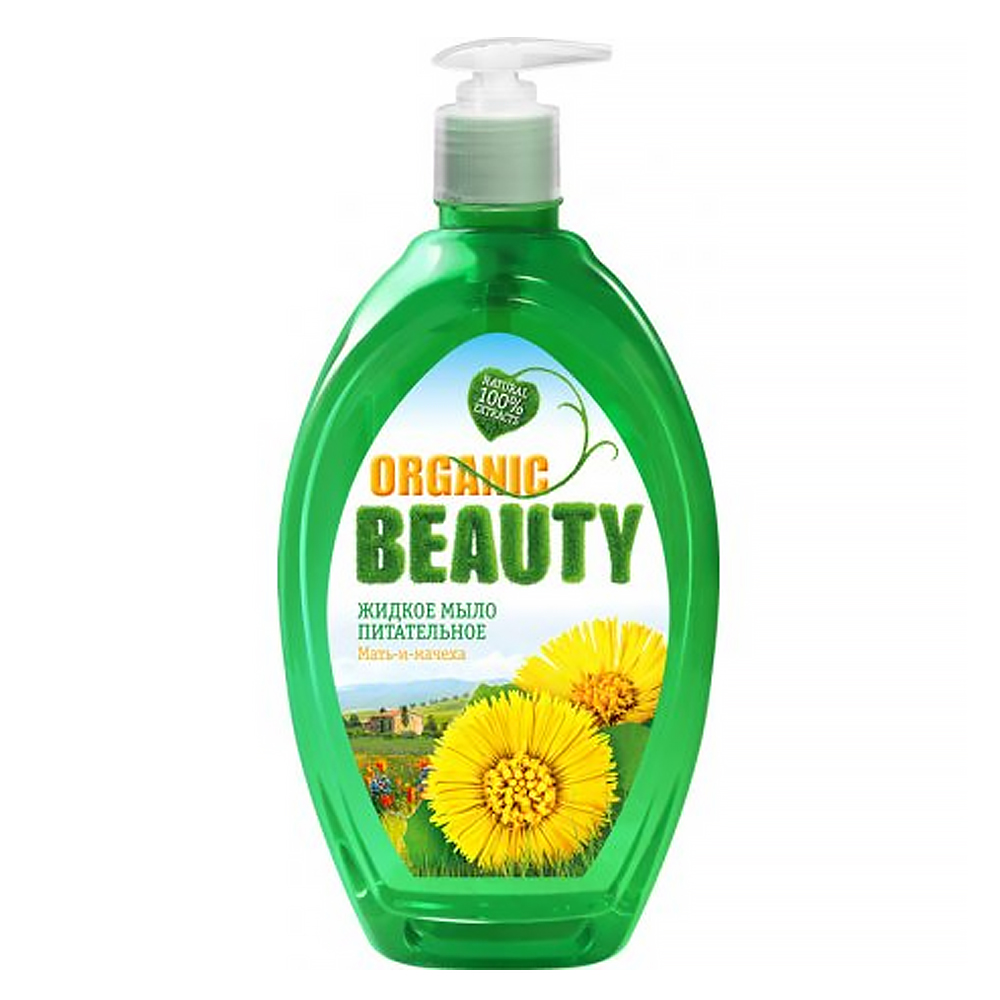 NATURAL
100%
EXTRACTS
ORGANIC
BEAUTY
ЖИДКОЕ МЫЛО
ПИТАТЕЛЬНОЕ
Мать-и-мачеха